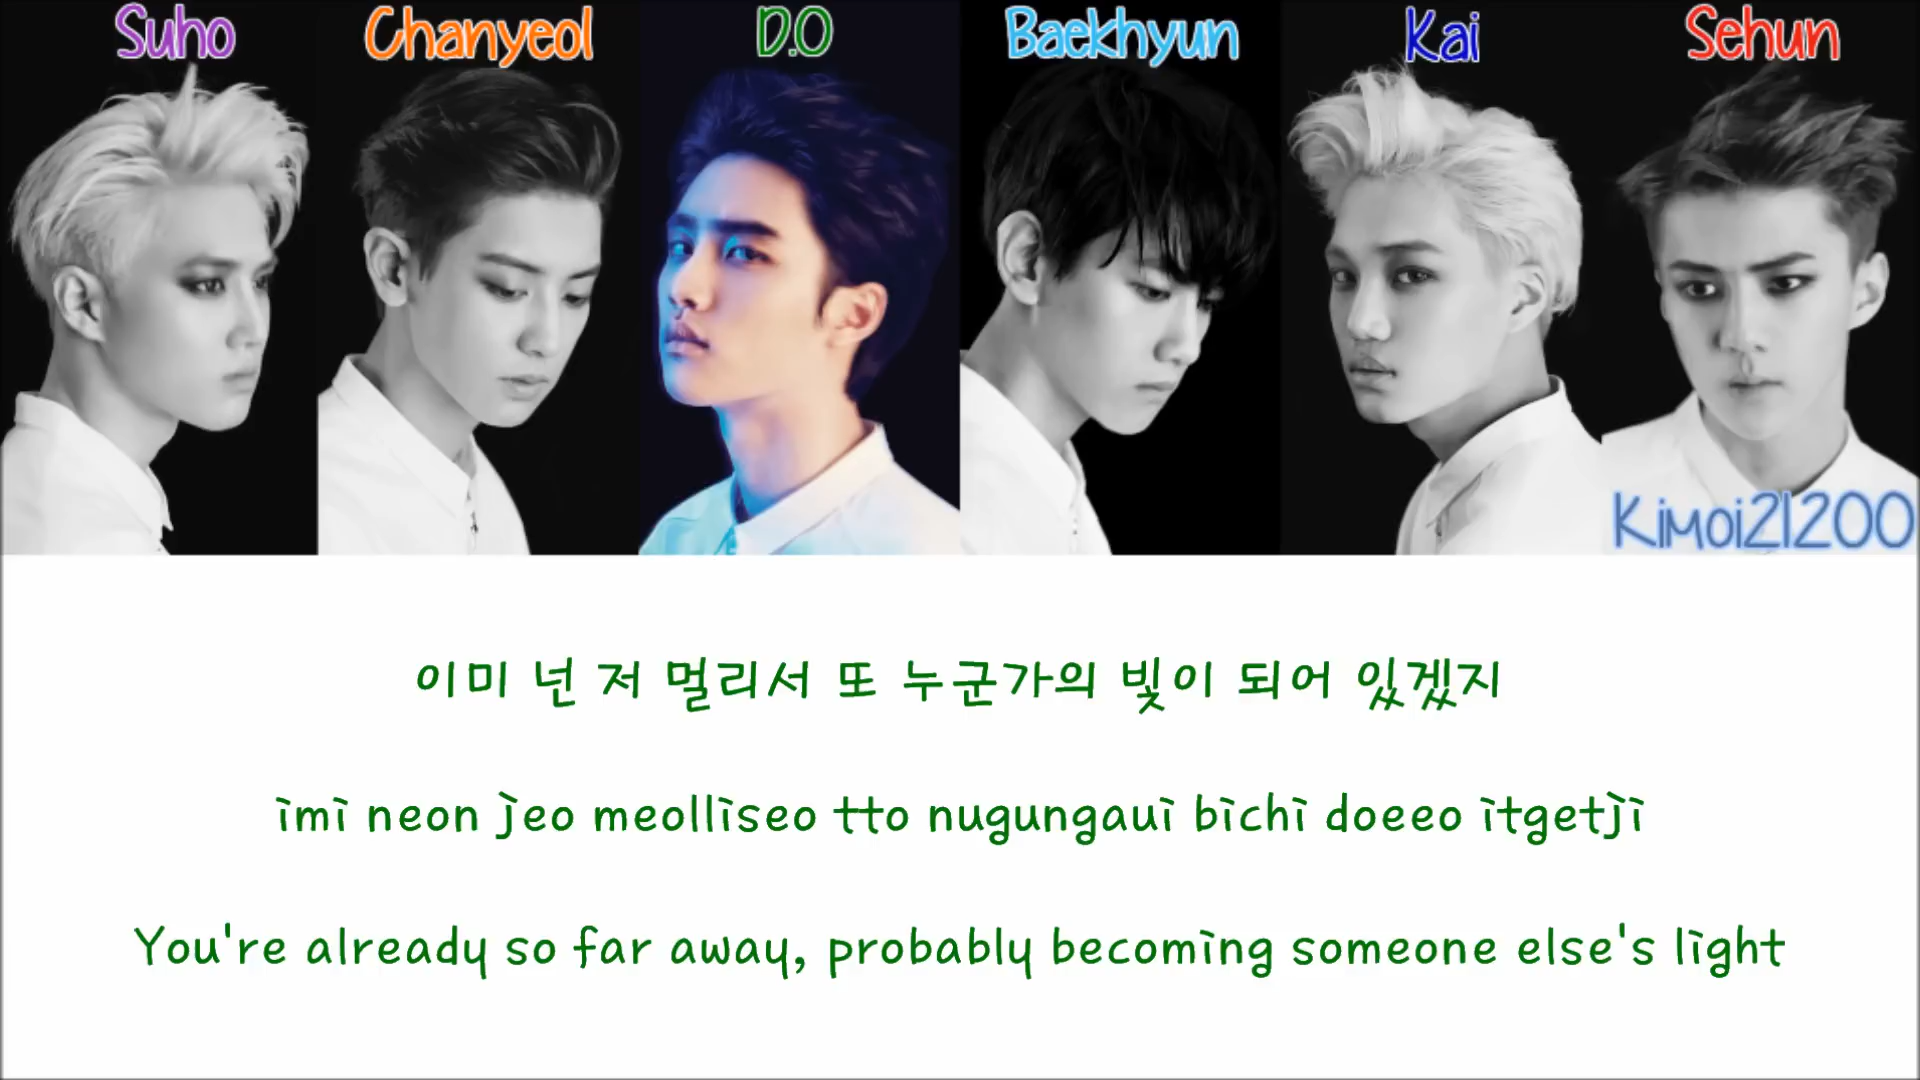 Suho Chanyeol D.O Baekhyun Kai Sehun
Kimoi21200
이미 넌 저 멀리서 또 누군가의 빛이 되어 있겠지
imi neon jeo meolliseo tto nugungaui bichi doeeo itgetji
You're already so far away, probably becoming someone else's light